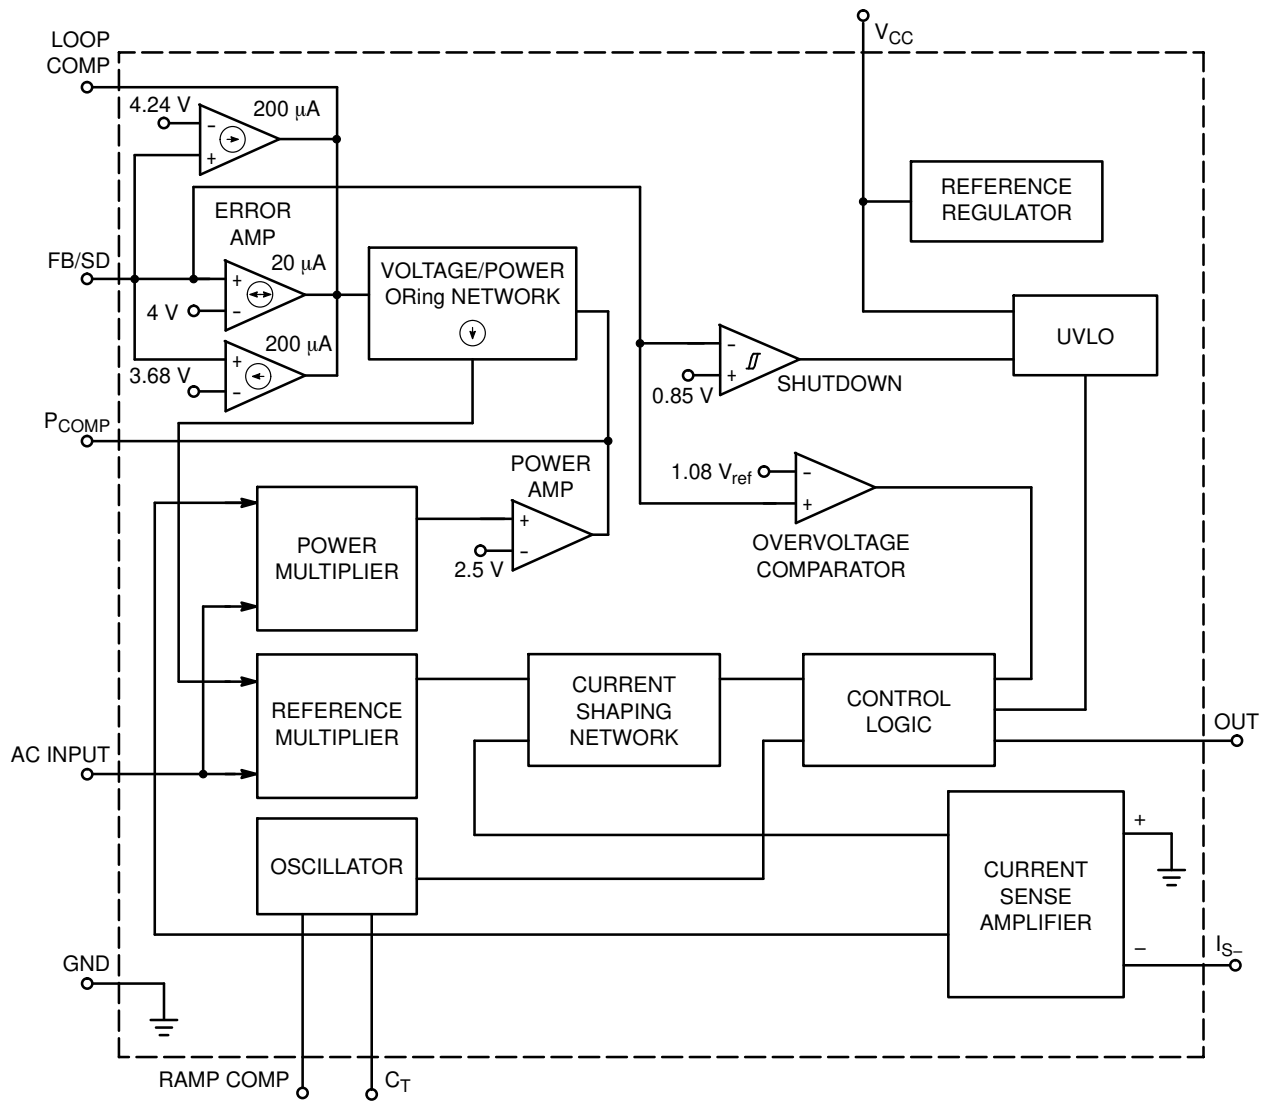 LOOP
COMP
4.24 V
200 μA
–
+
V_CC
REFERENCE
REGULATOR
ERROR
AMP
FB/SD
20 μA
+
–
4 V
VOLTAGE/POWER
ORing NETWORK
UVLO
200 μA
+
–
3.68 V
–
+
0.85 V
SHUTDOWN
P_COMP
POWER
AMP
+
–
2.5 V
1.08 V_ref
–
+
OVERVOLTAGE
COMPARATOR
POWER
MULTIPLIER
REFERENCE
MULTIPLIER
CURRENT
SHAPING
NETWORK
CONTROL
LOGIC
OUT
AC INPUT
OSCILLATOR
CURRENT
SENSE
AMPLIFIER
+
–
I_S–
GND
RAMP COMP
C_T